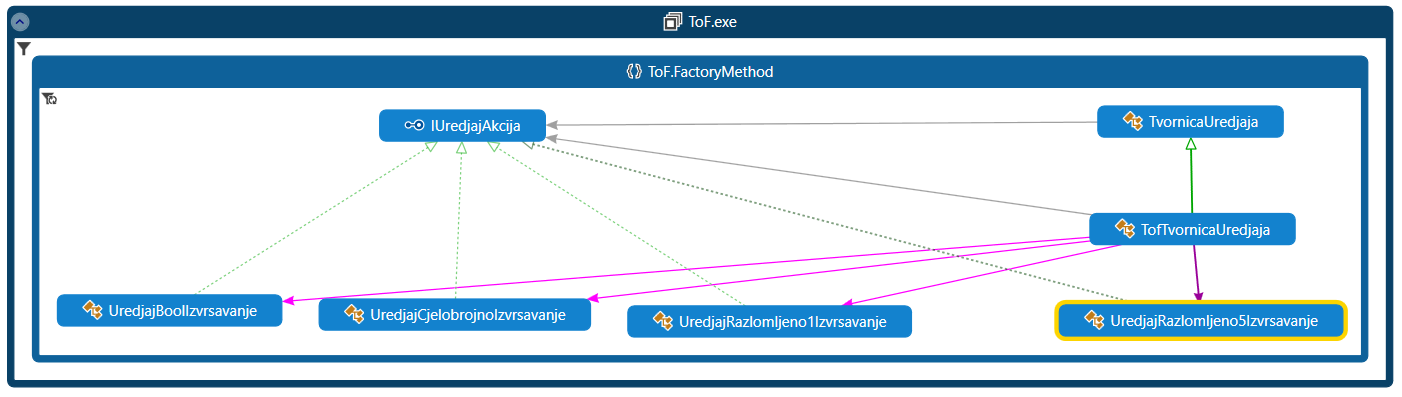 ToF.exe
ToF.FactoryMethod
IUredjajAkcija
TvornicaUredjaja
TofTvornicaUredjaja
UredjajBoolIzvrsavanje
UredjajCjelobrojnoIzvrsavanje
UredjajRazlomljeno1Izvrsavanje
UredjajRazlomljeno5Izvrsavanje